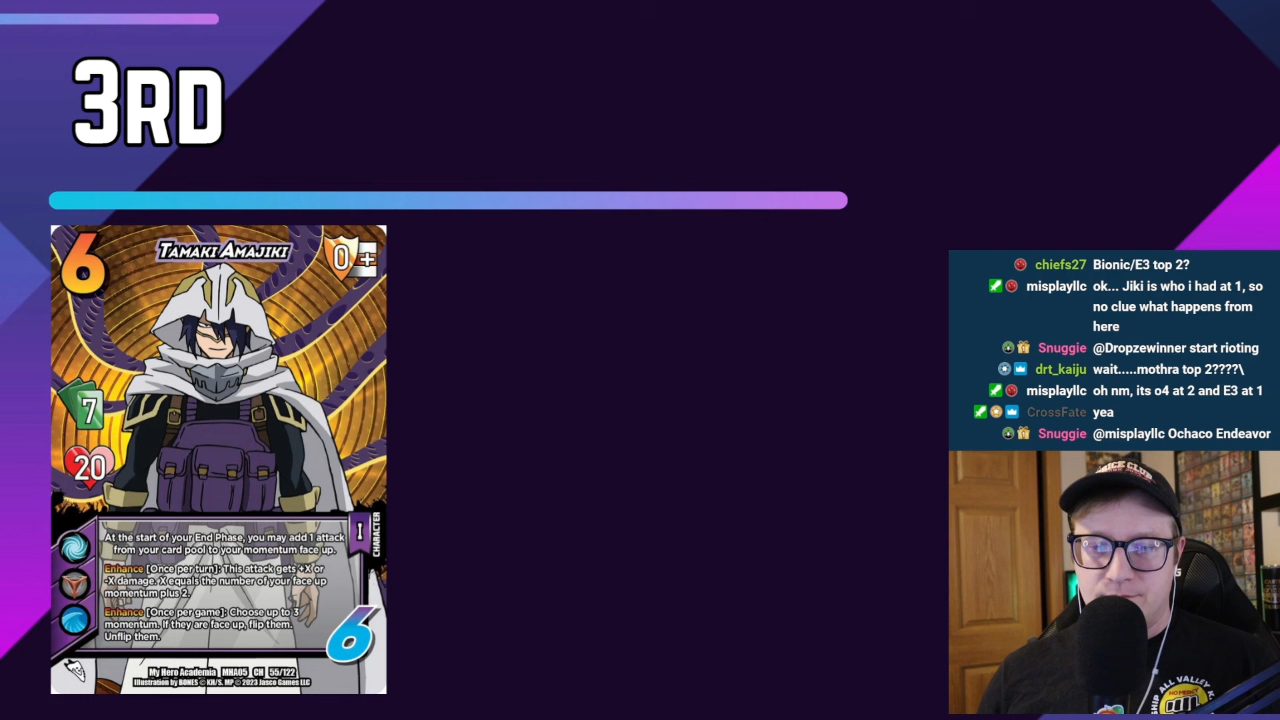 3RD
6
TAMAKI AMAJIKI
0 +
7
20
I
CHARACTER
At the start of your End Phase, you may add 1 attack
from your card pool to your momentum face up.
Enhance [Once per turn]: This attack gets +X or
-X damage. X equals the number of your face up
momentum plus 2.
Enhance [Once per game]: Choose up to 3
momentum. If they are face up, flip them.
Unflip them.
6
My Hero Academia MHA05 CH 55/122
Illustration by BONES © KH/S, MP © 2023 Jasco Games LLC
chiefs27 Bionic/E3 top 2?
misplayllc ok... Jiki is who i had at 1, so
no clue what happens from
here
Snuggie @Dropzewinner start rioting
drt_kaiju wait.....mothra top 2????\
misplayllc oh nm, its o4 at 2 and E3 at 1
CrossFate yea
Snuggie @misplayllc Ochaco Endeavor
ALL VALLEY K
NO MERCY